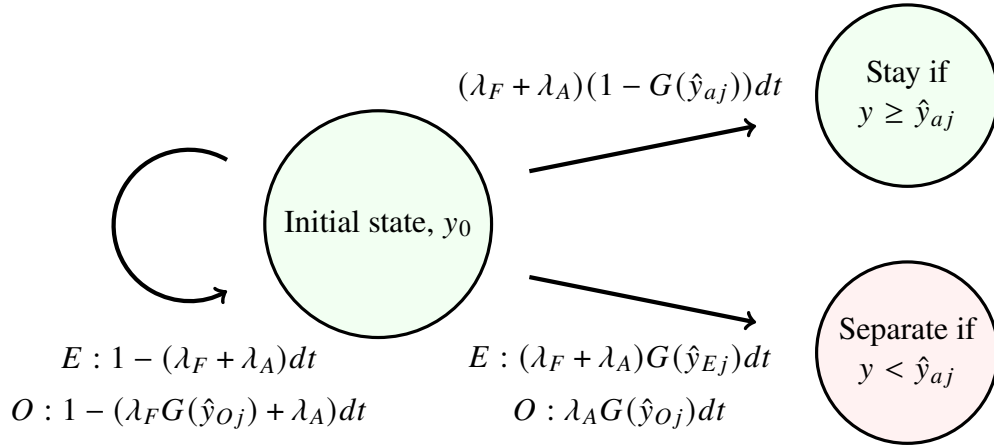 (λ_F + λ_A)(1 - G(ŷ_{aj}))dt
Stay if
y ≥ ŷ_{aj}
Initial state, y_0
E : 1 − (λ_F + λ_A)dt
O : 1 − (λ_F G(ŷ_{Oj}) + λ_A)dt
E : (λ_F + λ_A)G(ŷ_{Ej})dt
O : λ_A G(ŷ_{Oj})dt
Separate if
y < ŷ_{aj}